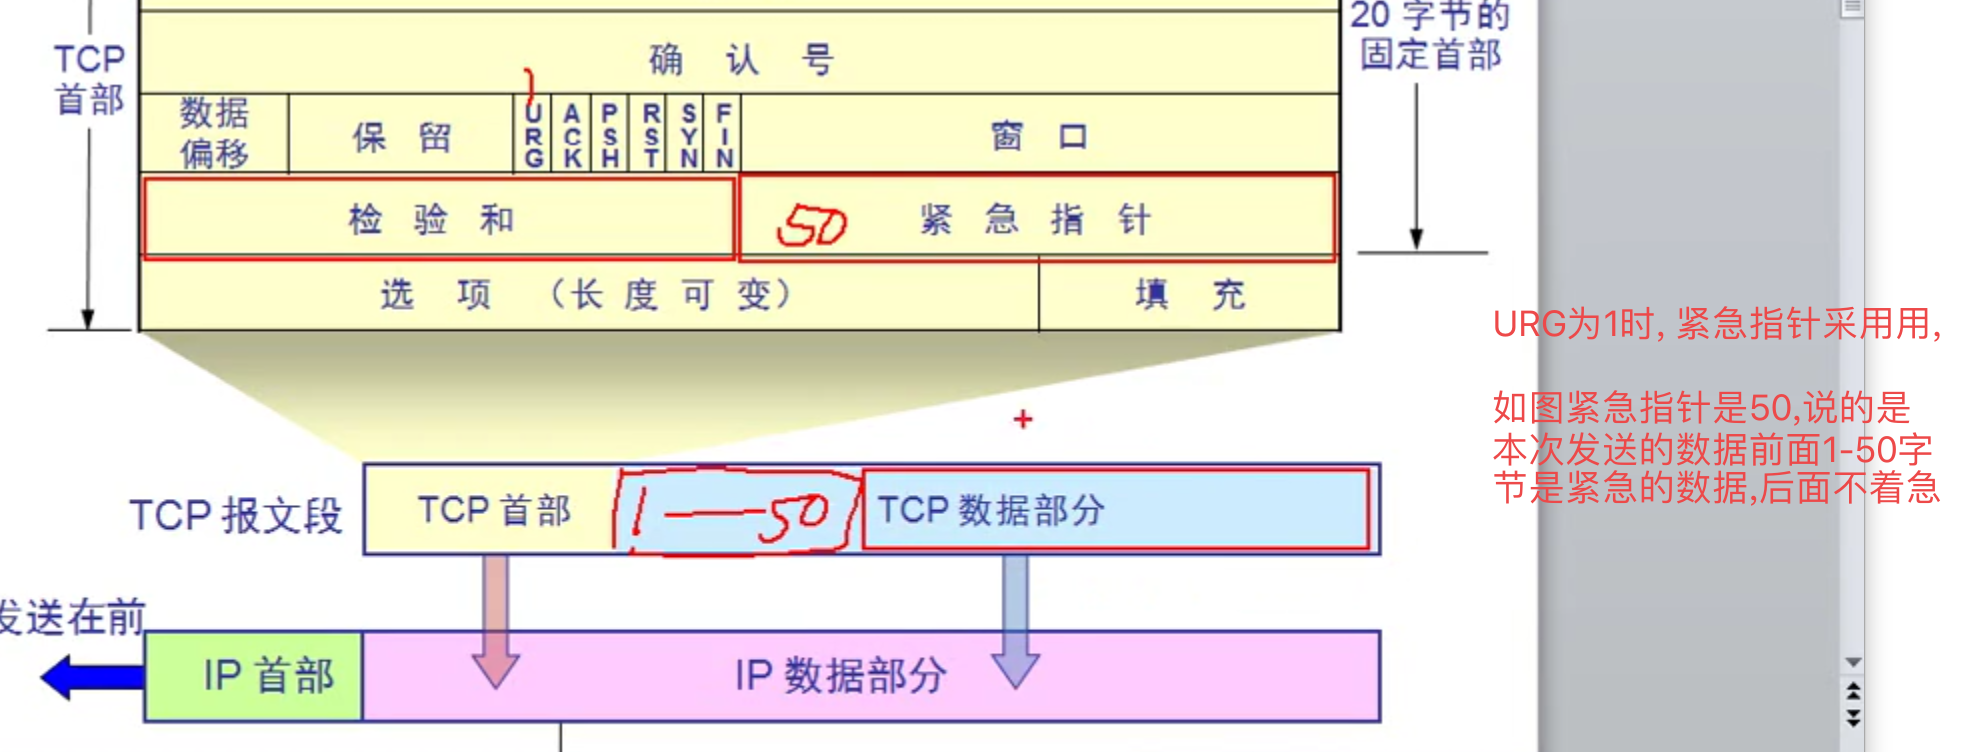 20 字节的
固定首部
TCP
首部
确 认 号
数据
偏移
保 留
URG
ACK
PSH
RST
SYN
FIN
窗 口
检 验 和
50
紧 急 指 针
选 项 (长 度 可 变)
填 充
URG为1时, 紧急指针采用用,
如图紧急指针是50,说的是
本次发送的数据前面1-50字
节是紧急的数据,后面不着急
TCP 报文段
TCP 首部
1—50
TCP 数据部分
发送在前
IP 首部
IP 数据部分